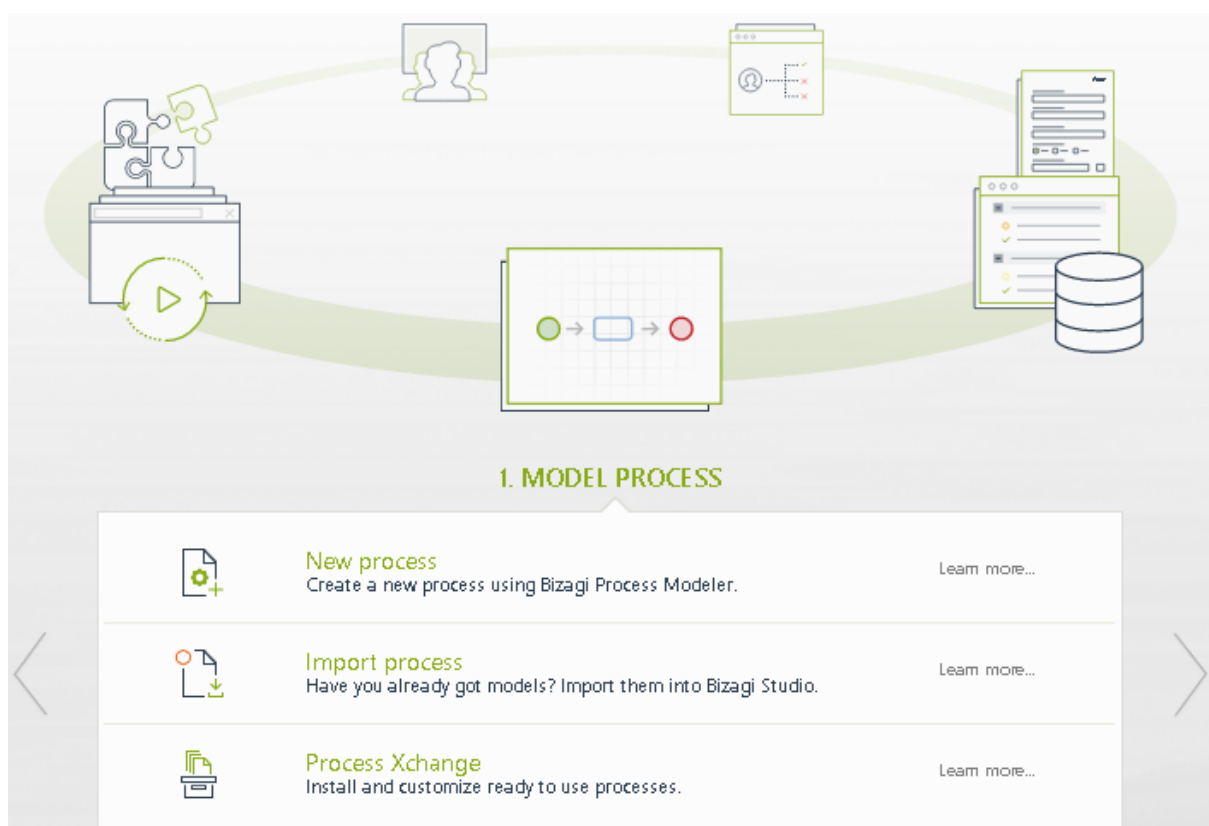 1. MODEL PROCESS
New process
Create a new process using Bizagi Process Modeler.
Learn more...
Import process
Have you already got models? Import them into Bizagi Studio.
Learn more...
Process Xchange
Install and customize ready to use processes.
Learn more...